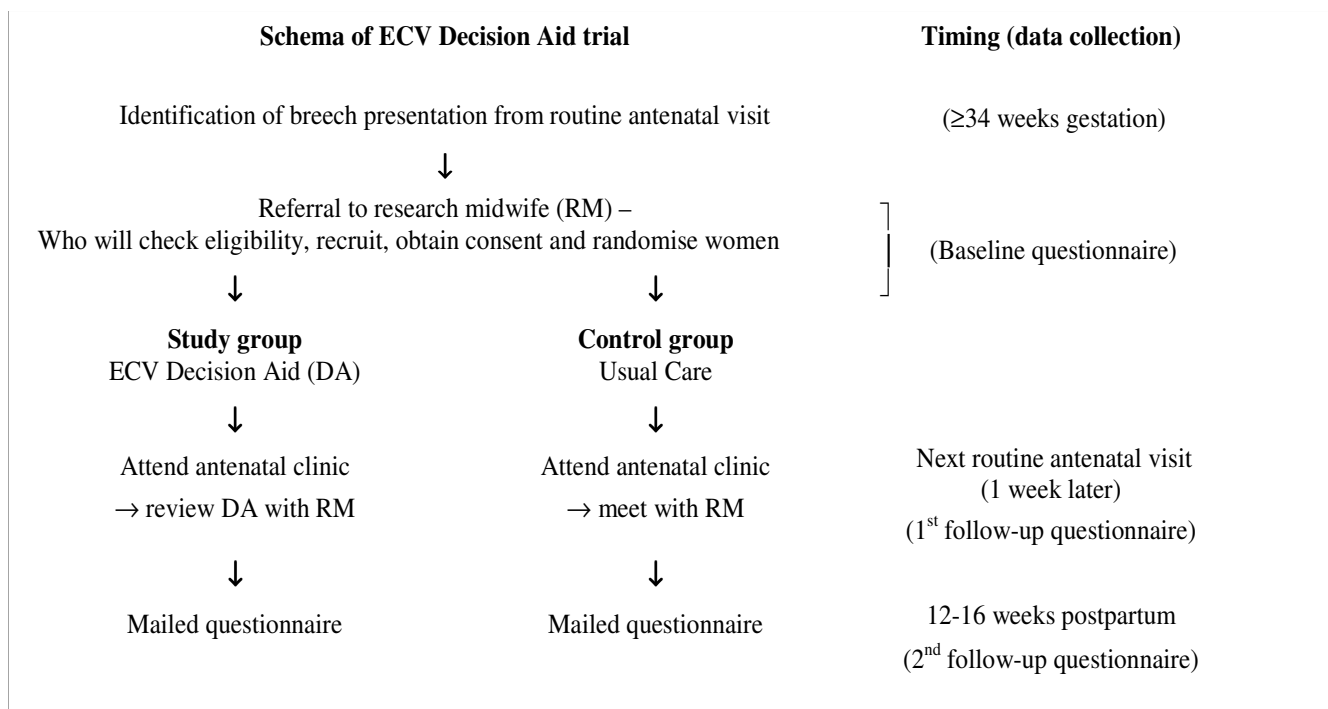 Schema of ECV Decision Aid trial
Timing (data collection)
Identification of breech presentation from routine antenatal visit
(≥34 weeks gestation)
↓
Referral to research midwife (RM) –
Who will check eligibility, recruit, obtain consent and randomise women
(Baseline questionnaire)
↓ ↓
Study group
ECV Decision Aid (DA)
Control group
Usual Care
↓ ↓
Attend antenatal clinic
→ review DA with RM
Attend antenatal clinic
→ meet with RM
Next routine antenatal visit
(1 week later)
(1st follow-up questionnaire)
↓ ↓
Mailed questionnaire
Mailed questionnaire
12-16 weeks postpartum
(2nd follow-up questionnaire)